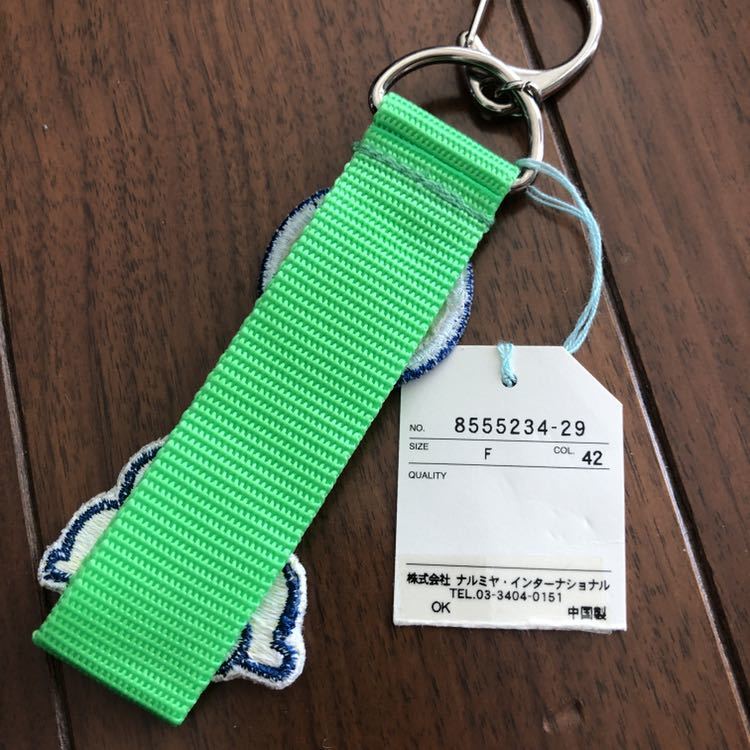 NO. 8555234-29
SIZE F COL. 42
QUALITY
株式会社 ナルミヤ・インターナショナル
TEL.03-3404-0151
OK 中国製